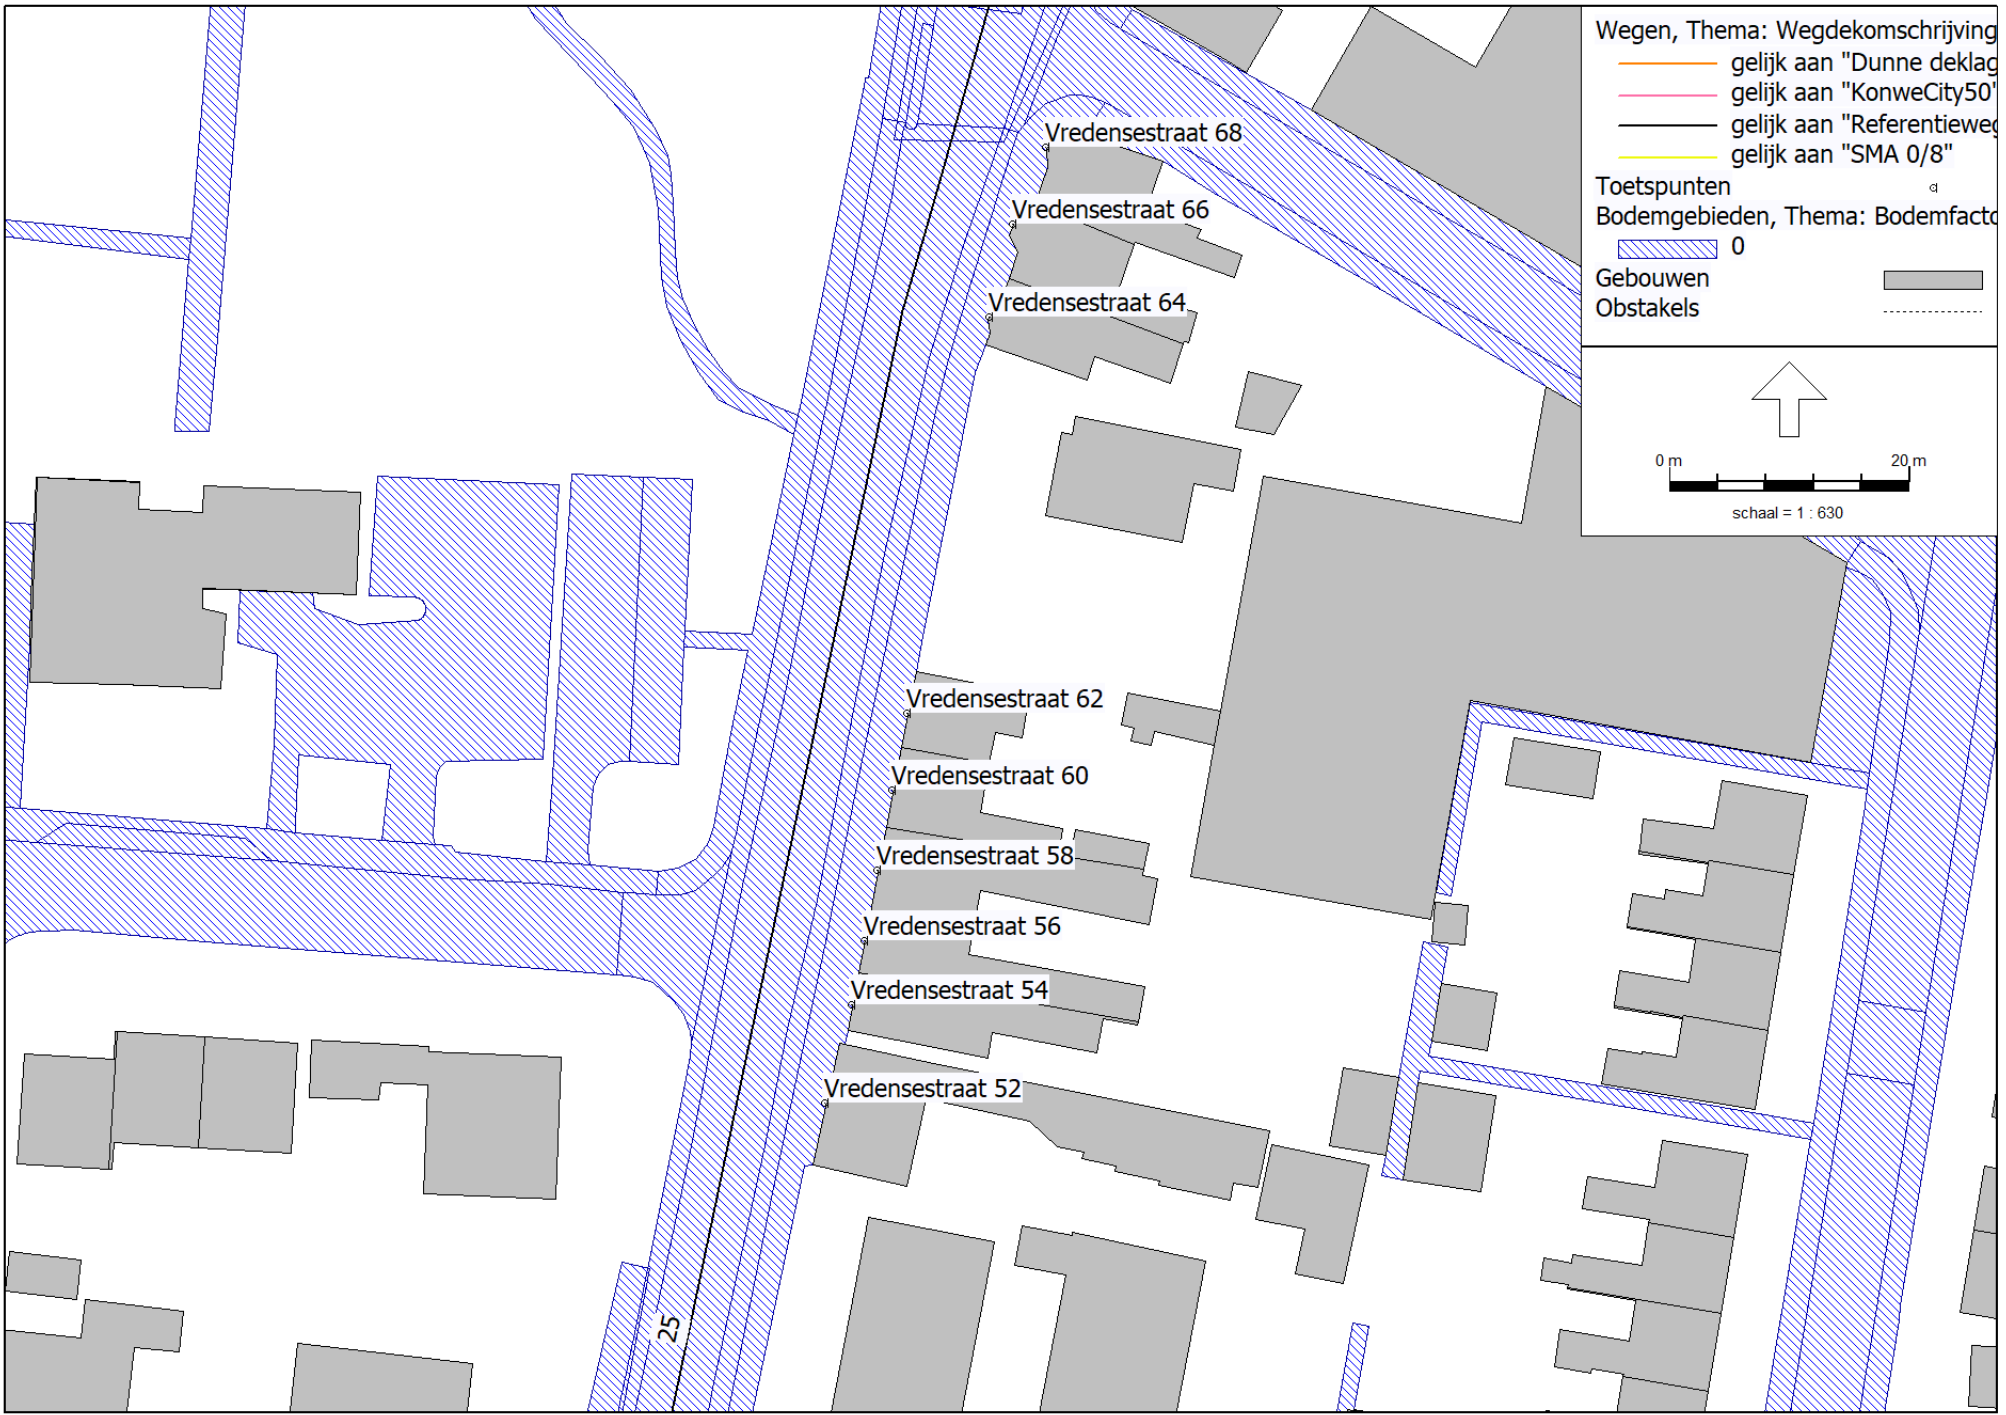 Wegen, Thema: Wegdekomschrijving
gelijk aan "Dunne deklag
gelijk aan "KonweCity50"
gelijk aan "Referentieweg
gelijk aan "SMA 0/8"
Toetspunten
Bodemgebieden, Thema: Bodemfacto
0
Gebouwen
Obstakels
0 m
20 m
schaal = 1 : 630
Vredensestraat 68
Vredensestraat 66
Vredensestraat 64
Vredensestraat 62
Vredensestraat 60
Vredensestraat 58
Vredensestraat 56
Vredensestraat 54
Vredensestraat 52
25